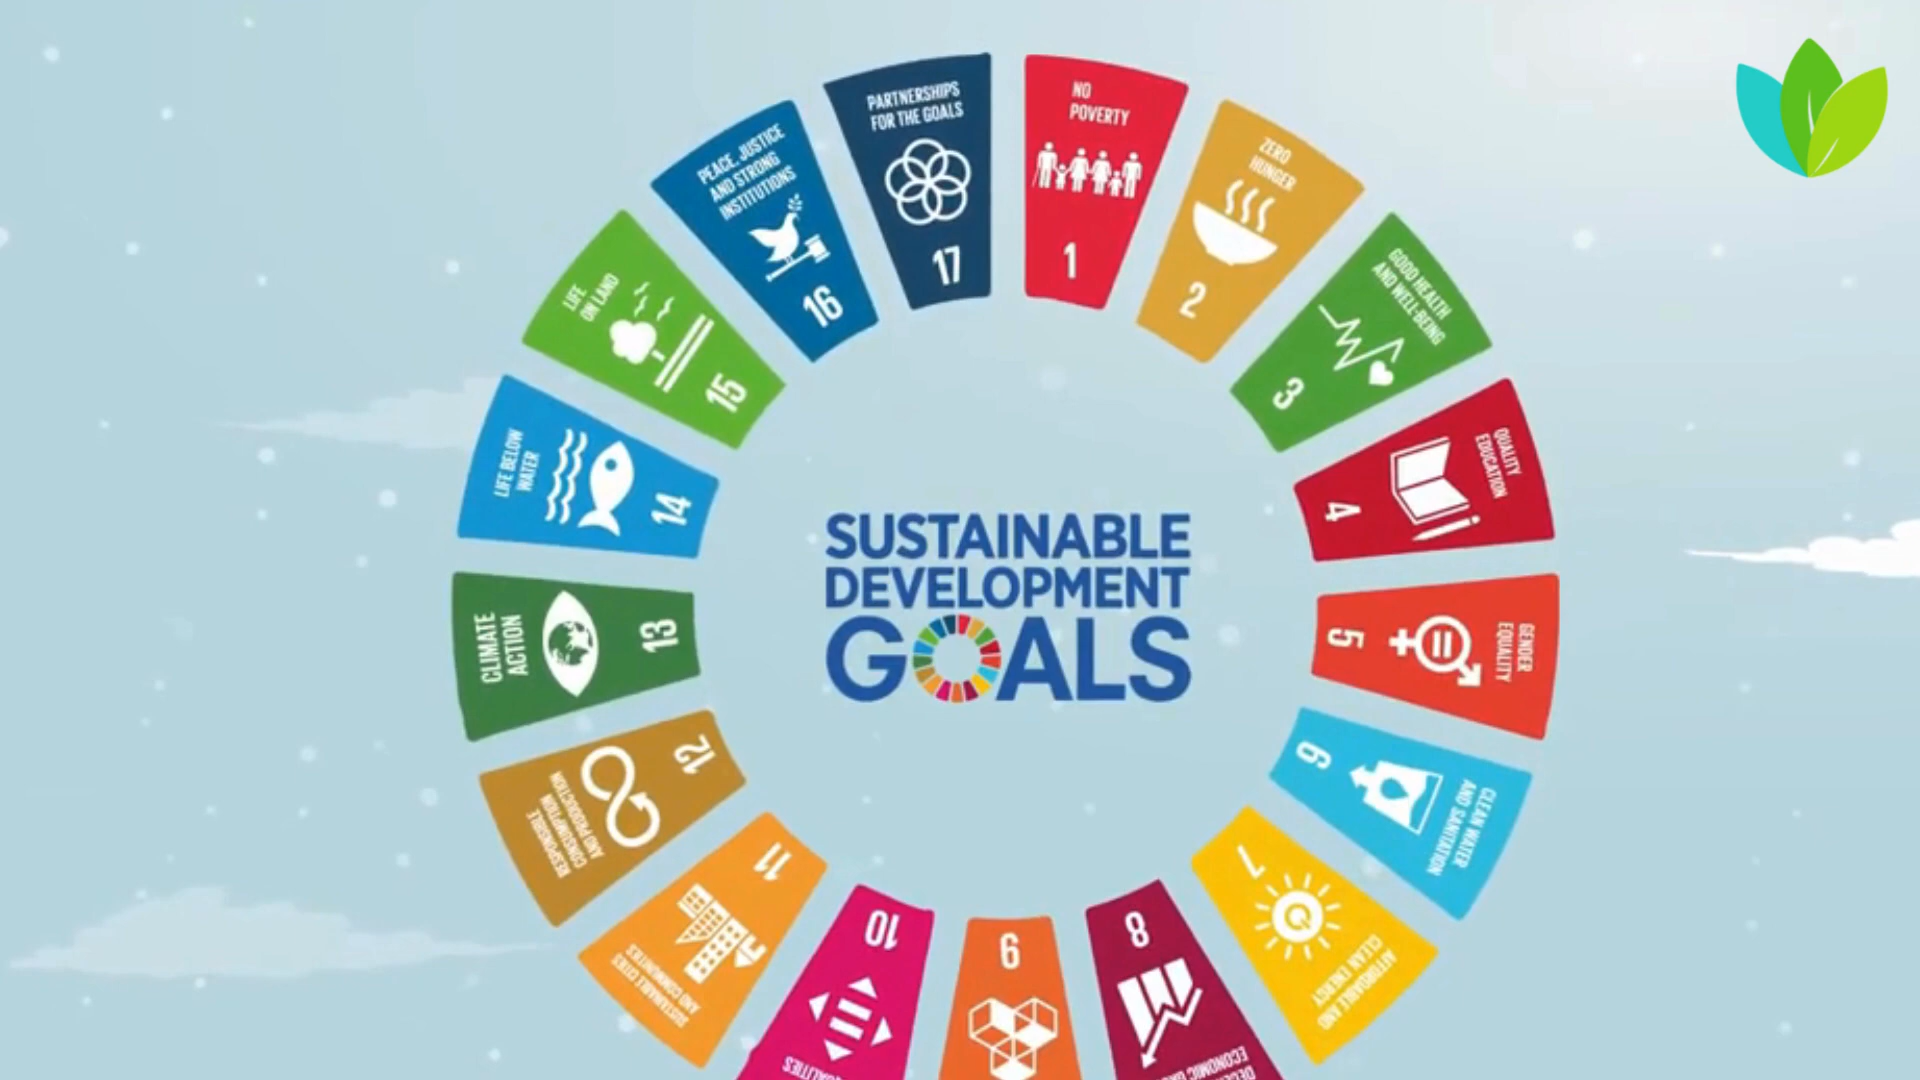 NO
POVERTY
1
ZERO
HUNGER
2
GOOD HEALTH
AND WELL-BEING
3
QUALITY
EDUCATION
4
GENDER
EQUALITY
5
CLEAN WATER
AND SANITATION
6
AFFORDABLE AND
CLEAN ENERGY
7
ECONOMIC
8
9
10
SUSTAINABLE CITIES
AND COMMUNITIES
11
RESPONSIBLE
CONSUMPTION
AND PRODUCTION
12
CLIMATE
ACTION
13
LIFE BELOW
WATER
14
LIFE
ON LAND
15
PEACE, JUSTICE
AND STRONG
INSTITUTIONS
16
PARTNERSHIPS
FOR THE GOALS
17
SUSTAINABLE
DEVELOPMENT
GOALS